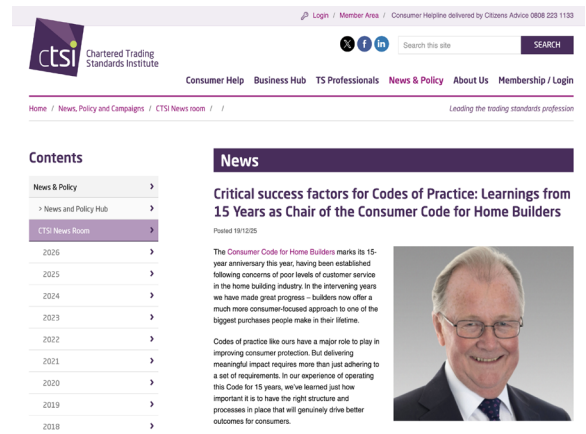 Login / Member Area / Consumer Helpline delivered by Citizens Advice 0808 223 1133
ctsi
Chartered Trading
Standards Institute
Search this site
SEARCH
Consumer Help Business Hub TS Professionals News & Policy About Us Membership / Login
Home / News, Policy and Campaigns / CTSI News room / /
Leading the trading standards profession
Contents
News & Policy
> News and Policy Hub
CTSI News Room
2026
2025
2024
2023
2022
2021
2020
2019
2018
News
Critical success factors for Codes of Practice: Learnings from
15 Years as Chair of the Consumer Code for Home Builders
Posted 19/12/25
The Consumer Code for Home Builders marks its 15-
year anniversary this year, having been established
following concerns of poor levels of customer service
in the home building industry. In the intervening years
we have made great progress – builders now offer a
much more consumer-focused approach to one of the
biggest purchases people make in their lifetime.
Codes of practice like ours have a major role to play in
improving consumer protection. But delivering
meaningful impact requires more than just adhering to
a set of requirements. In our experience of operating
this Code for 15 years, we've learned just how
important it is to have the right structure and
processes in place that will genuinely drive better
outcomes for consumers.